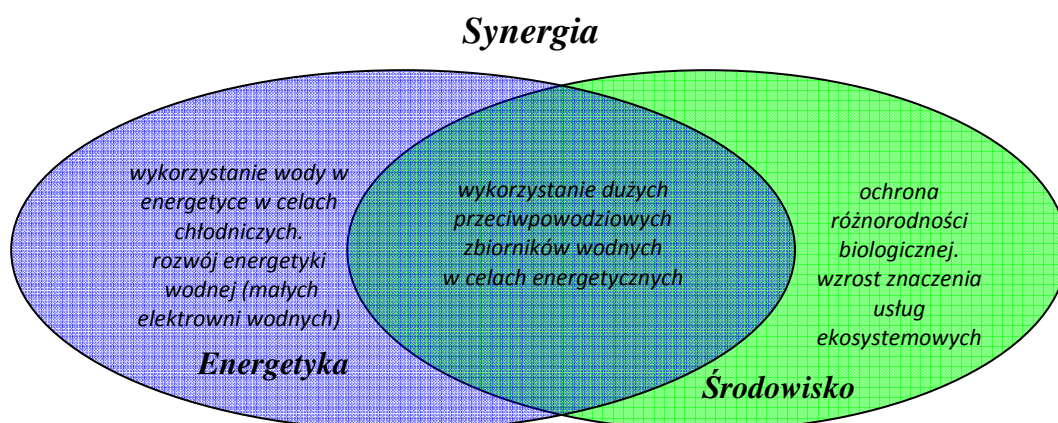 Synergia
wykorzystanie wody w
energetyce w celach
chłodniczych.
rozwój energetyki
wodnej (małych
elektrowni wodnych)
Energetyka
wykorzystanie dużych
przeciwpowodziowych
zbiorników wodnych
w celach energetycznych
ochrona
różnorodności
biologicznej.
wzrost znaczenia
usług
ekosystemowych
Środowisko